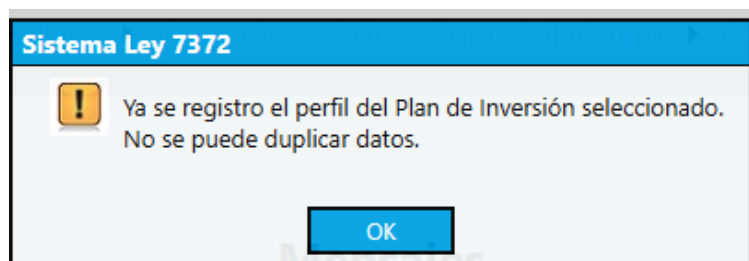 Sistema Ley 7372
Ya se registro el perfil del Plan de Inversión seleccionado.
No se puede duplicar datos.
OK
Mensajes